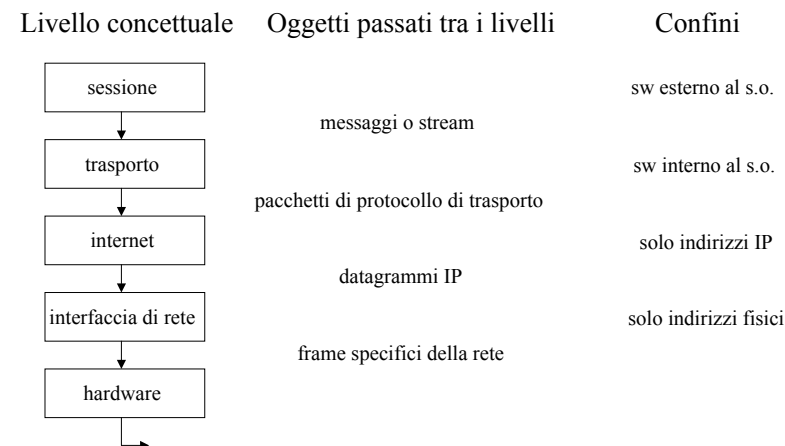 Livello concettuale Oggetti passati tra i livelli Confini
sessione sw esterno al s.o.
messaggi o stream
trasporto sw interno al s.o.
pacchetti di protocollo di trasporto
internet solo indirizzi IP
datagrammi IP
interfaccia di rete solo indirizzi fisici
frame specifici della rete
hardware